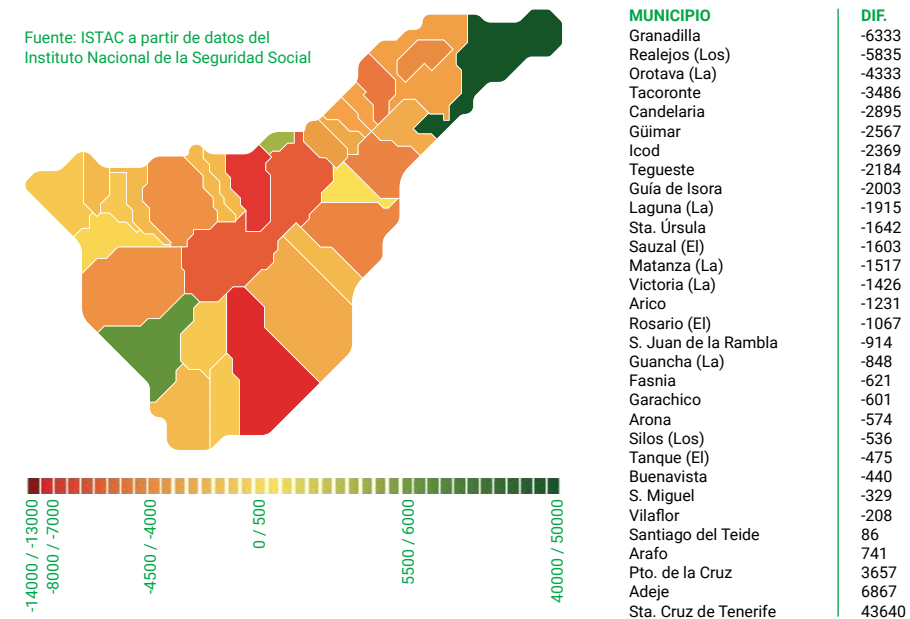 Fuente: ISTAC a partir de datos del
Instituto Nacional de la Seguridad Social
-14000 / -13000
-8000 / -7000
-4500 / -4000
0 / 500
5500 / 6000
40000 / 50000
MUNICIPIO DIF.
Granadilla -6333
Realejos (Los) -5835
Orotava (La) -4333
Tacoronte -3486
Candelaria -2895
Güimar -2567
Icod -2369
Tegueste -2184
Guía de Isora -2003
Laguna (La) -1915
Sta. Úrsula -1642
Sauzal (El) -1603
Matanza (La) -1517
Victoria (La) -1426
Arico -1231
Rosario (El) -1067
S. Juan de la Rambla -914
Guancha (La) -848
Fasnia -621
Garachico -601
Arona -574
Silos (Los) -536
Tanque (El) -475
Buenavista -440
S. Miguel -329
Vilaflor -208
Santiago del Teide 86
Arafo 741
Pto. de la Cruz 3657
Adeje 6867
Sta. Cruz de Tenerife 43640